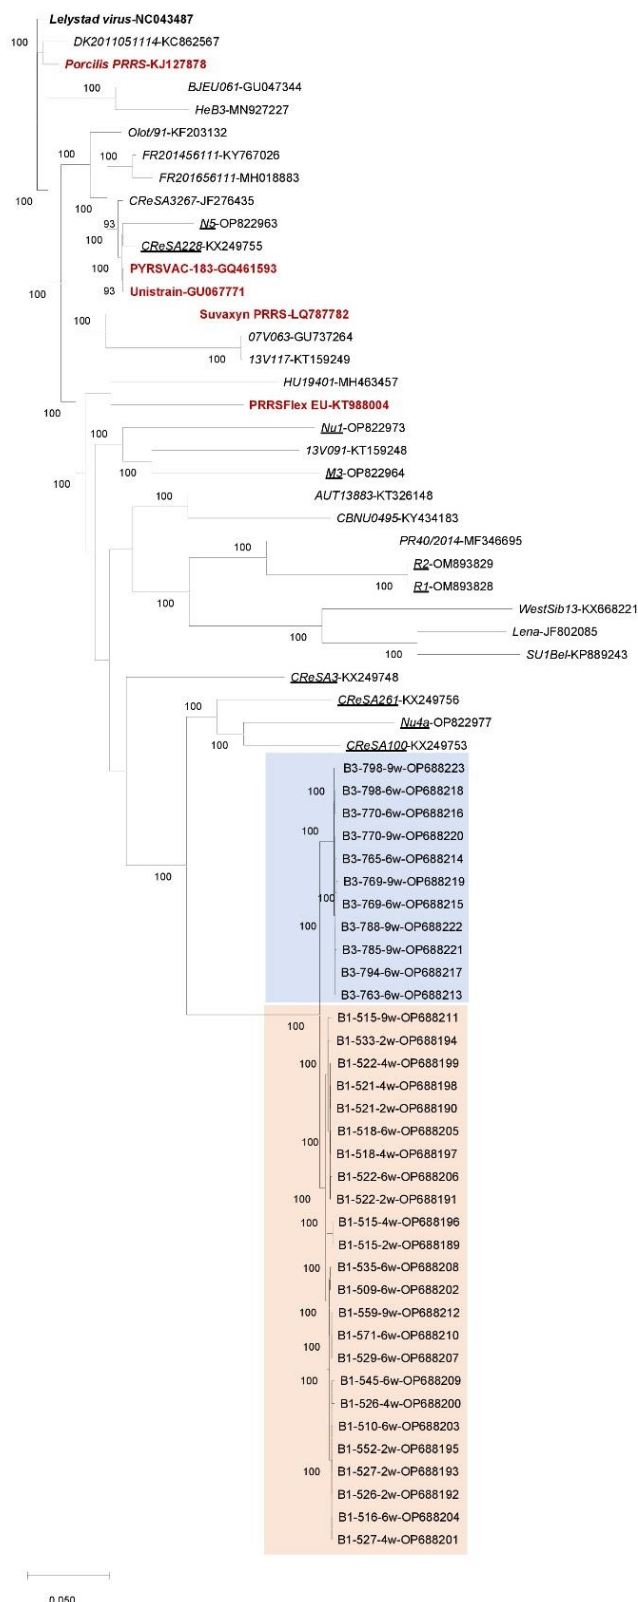 Lelystad virus-NC043487
100
DK2011051114-KC862567
Porcilis PRRS-KJ127878
100
BJEU061-GU047344
HeB3-MN927227
Olot/91-KF203132
100
100
FR201456111-KY767026
FR201656111-MH018883
100
CReSA3267-JF276435
100
93
N5-OP822963
100
CReSA228-KX249755
100
PYRSVAC-183-GQ461593
100
93
Unistrain-GU067771
Suvaxyn PRRS-LQ787782
100
07V063-GU737264
100
13V117-KT159249
HU19401-MH463457
100
PRRSFlex EU-KT988004
100
Nu1-OP822973
13V091-KT159248
100
100
M3-OP822964
100
AUT13883-KT326148
CBNU0495-KY434183
100
PR40/2014-MF346695
R2-OM893829
100
R1-OM893828
100
WestSib13-KX668221
100
Lena-JF802085
100
SU1Bel-KP889243
CReSA3-KX249748
CReSA261-KX249756
100
Nu4a-OP822977
100
CReSA100-KX249753
B3-798-9w-OP688223
100
B3-798-6w-OP688218
B3-770-6w-OP688216
100
B3-770-9w-OP688220
B3-765-6w-OP688214
100
B3-769-9w-OP688219
100
B3-769-6w-OP688215
100
B3-788-9w-OP688222
B3-785-9w-OP688221
B3-794-6w-OP688217
B3-763-6w-OP688213
B1-515-9w-OP688211
100
B1-533-2w-OP688194
100
B1-522-4w-OP688199
B1-521-4w-OP688198
B1-521-2w-OP688190
B1-518-6w-OP688205
100
B1-518-4w-OP688197
B1-522-6w-OP688206
100
B1-522-2w-OP688191
100
B1-515-4w-OP688196
B1-515-2w-OP688189
100
B1-535-6w-OP688208
B1-509-6w-OP688202
100
B1-559-9w-OP688212
B1-571-6w-OP688210
100
B1-529-6w-OP688207
100
B1-545-6w-OP688209
B1-526-4w-OP688200
B1-510-6w-OP688203
B1-552-2w-OP688195
100
B1-527-2w-OP688193
B1-526-2w-OP688192
B1-516-6w-OP688204
B1-527-4w-OP688201
0.050